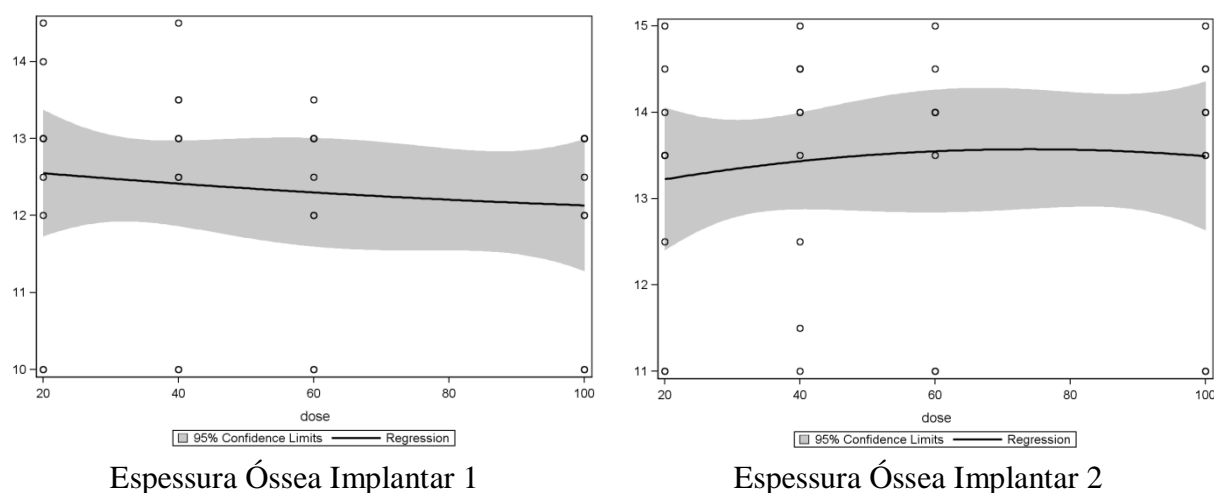 14
13
12
11
10
20 40 60 80 100
dose
95% Confidence Limits Regression
Espessura Óssea Implantar 1
15
14
13
12
11
20 40 60 80 100
dose
95% Confidence Limits Regression
Espessura Óssea Implantar 2